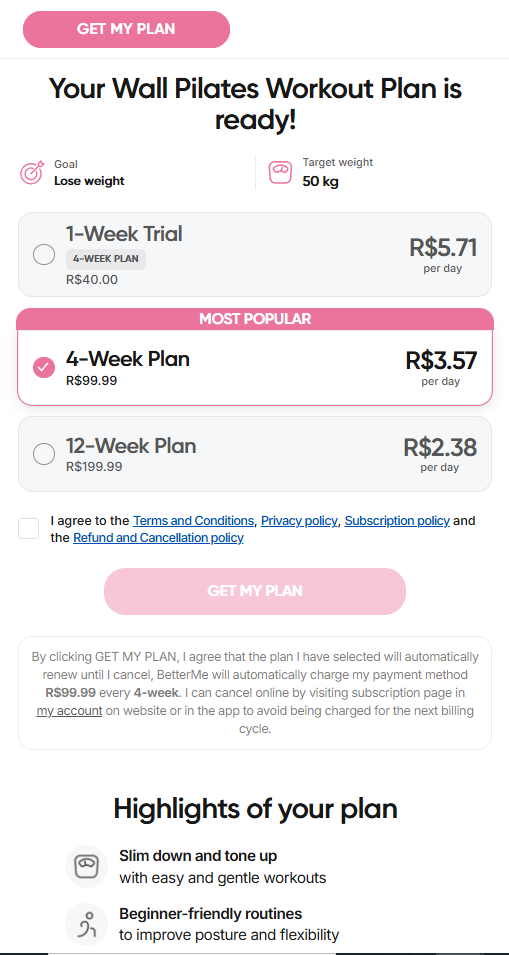 GET MY PLAN
Your Wall Pilates Workout Plan is
ready!
Goal
Lose weight
Target weight
50 kg
1-Week Trial
4-WEEK PLAN
R$40.00
R$5.71
per day
MOST POPULAR
4-Week Plan
R$99.99
R$3.57
per day
12-Week Plan
R$199.99
R$2.38
per day
I agree to the Terms and Conditions, Privacy policy, Subscription policy and
the Refund and Cancellation policy
GET MY PLAN
By clicking GET MY PLAN, I agree that the plan I have selected will automatically
renew until I cancel, BetterMe will automatically charge my payment method
R$99.99 every 4-week. I can cancel online by visiting subscription page in
my account on website or in the app to avoid being charged for the next billing
cycle.
Highlights of your plan
Slim down and tone up
with easy and gentle workouts
Beginner-friendly routines
to improve posture and flexibility